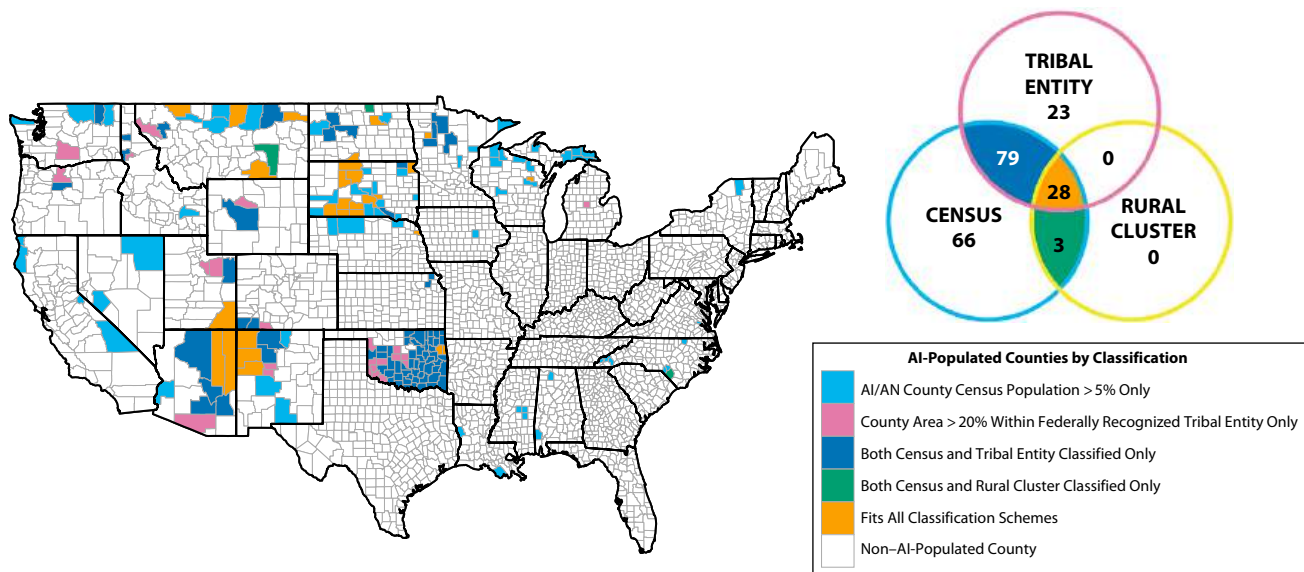 TRIBAL
ENTITY
23
79
0
28
CENSUS
66
3
RURAL
CLUSTER
0
AI-Populated Counties by Classification
AI/AN County Census Population >5% Only
County Area >20% Within Federally Recognized Tribal Entity Only
Both Census and Tribal Entity Classified Only
Both Census and Rural Cluster Classified Only
Fits All Classification Schemes
Non–AI-Populated County